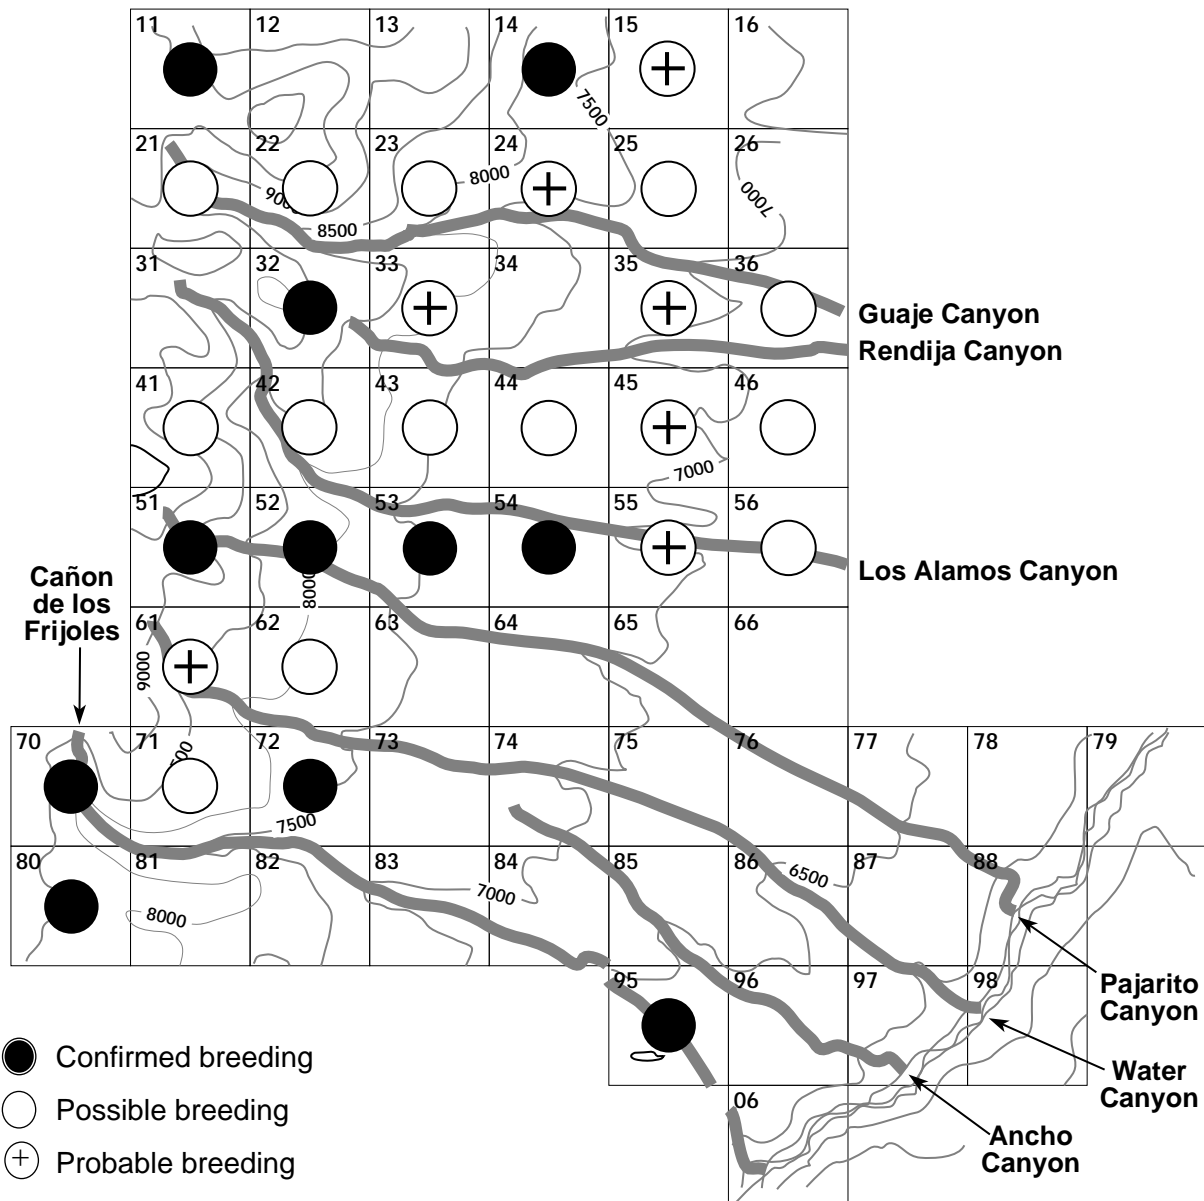 11 12 13 14 15 16
7500
21 22 23 24 25 26
8000
7000
8500
31 32 33 34 35 36
Guaje Canyon
Rendija Canyon
41 42 43 44 45 46
7000
51 52 53 54 55 56
Los Alamos Canyon
Cañon
de los
Frijoles
8000
61 62 63 64 65 66
9000
70 71 72 73 74 75 76 77 78 79
7500
80 81 82 83 84 85 86 87 88
6500
7000
8000
95 96 97 98
Pajarito
Canyon
Water
Canyon
06
Ancho
Canyon
Confirmed breeding
Possible breeding
Probable breeding